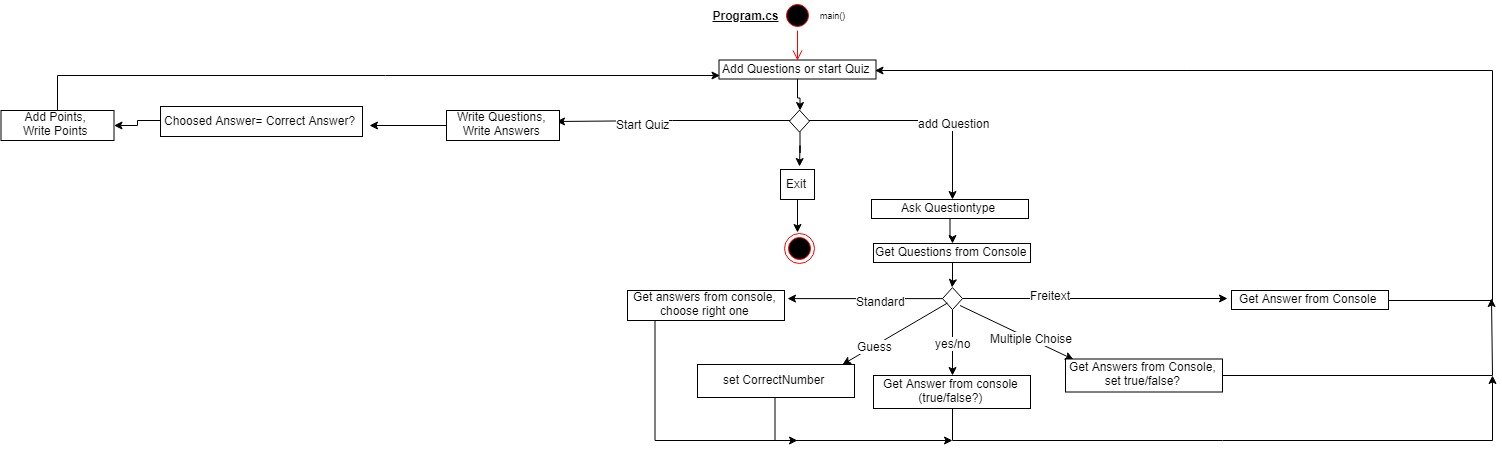 Program.cs
main()
Add Questions or start Quiz
Add Points,
Write Points
Choosed Answer= Correct Answer?
Write Questions,
Write Answers
Start Quiz
add Question
Exit
Ask Questiontype
Get Questions from Console
Get answers from console,
choose right one
Standard
Freitext
Get Answer from Console
Guess
yes/no
Multiple Choise
set CorrectNumber
Get Answer from console
(true/false?)
Get Answers from Console,
set true/false?